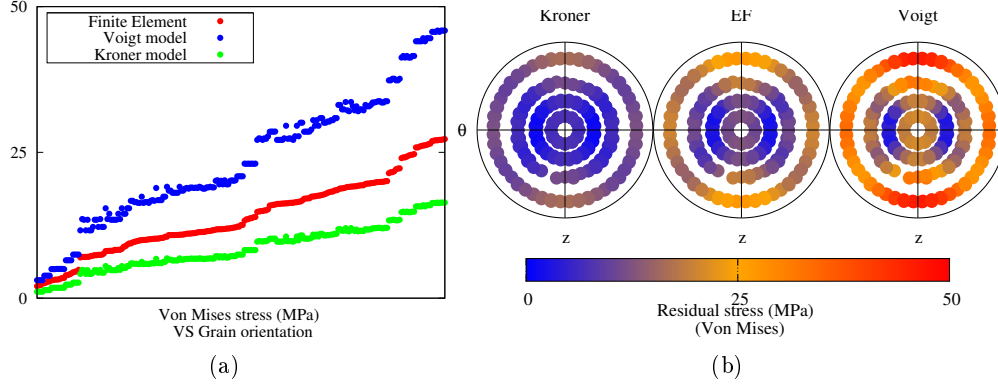 50
25
0
Finite Element
Voigt model
Kroner model
Von Mises stress (MPa)
VS Grain orientation
(a)
Kroner
EF
Voigt
θ
z
z
z
0
25
50
Residual stress (MPa)
(Von Mises)
(b)